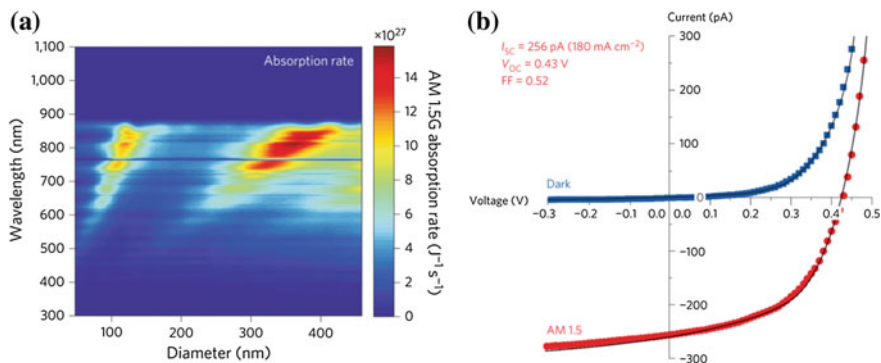 (a)
1,100
1,000
900
800
700
600
500
400
300
Wavelength (nm)
Absorption rate
100
200
300
400
Diameter (nm)
×10²⁷
14
12
10
8
6
4
2
0
AM 1.5G absorption rate (J⁻¹ s⁻¹)
(b)
Current (pA)
I_SC = 256 pA (180 mA cm⁻²)
V_OC = 0.43 V
FF = 0.52
300
200
100
0
−100
−200
−300
Dark
Voltage (V)
−0.3 −0.2 −0.1 0.0 0.0 0.1 0.2 0.3 0.4 0.5
AM 1.5